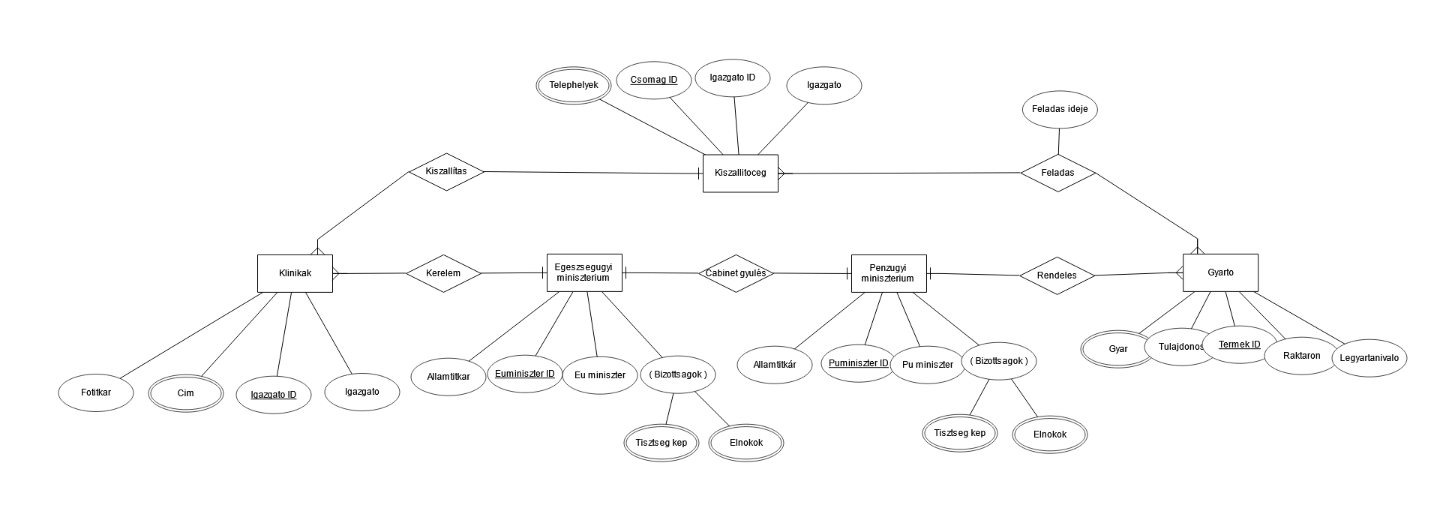 Telephelyek
Csomag ID
Igazgato ID
Igazgato
Feladas ideje
Kiszallítas
Kiszallitoceg
Feladas
Klinikak
Kerelem
Egeszsegugyi
miniszterium
Cabinet gyulés
Penzugyi
miniszterium
Rendeles
Gyarto
Fotitkar
Cim
Igazgato ID
Igazgato
Allamtitkar
Euminiszter ID
Eu miniszter
( Bizottsagok )
Tisztseg kep
Elnokok
Allamtitkár
Puminiszter ID
Pu miniszter
( Bizottsagok )
Tisztseg kep
Elnokok
Gyar
Tulajdonos
Termek ID
Raktaron
Legyartanivalo